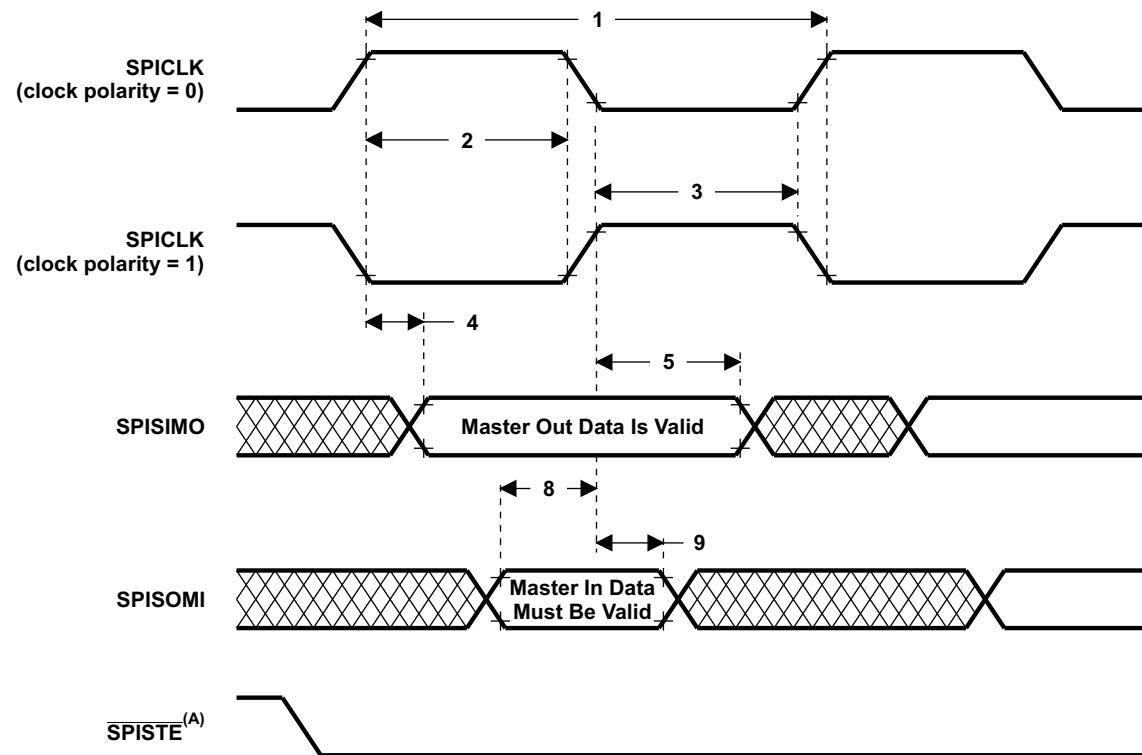 1
SPICLK
(clock polarity = 0)
2
3
SPICLK
(clock polarity = 1)
4
5
SPISIMO
Master Out Data Is Valid
8
9
SPISOMI
Master In Data
Must Be Valid
SPISTE(A)